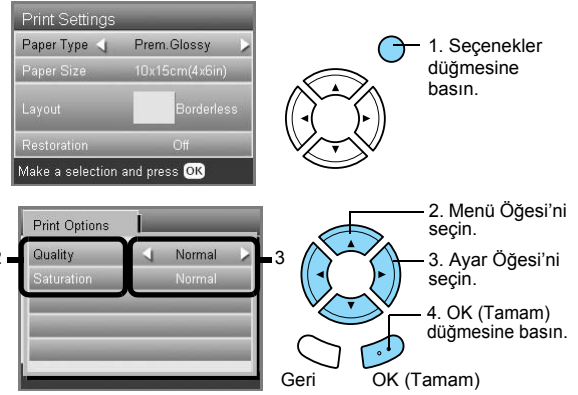 Print Settings
Paper Type Prem.Glossy
Paper Size 10x15cm(4x6in)
Layout Borderless
Restoration Off
Make a selection and press OK
1. Seçenekler
düğmesine
basın.
Print Options
Quality Normal
Saturation Normal
2
3
2. Menü Öğesi’ni
seçin.
3. Ayar Öğesi’ni
seçin.
4. OK (Tamam)
düğmesine basın.
Geri OK (Tamam)